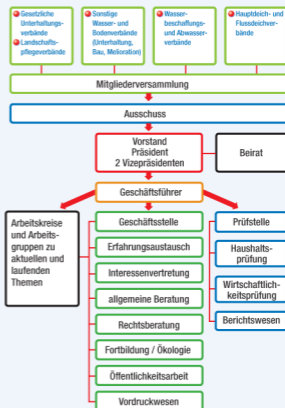 Gesetzliche
Unterhaltungs-
verbände
Landschafts-
pflegeverbände
Sonstige
Wasser- und
Bodenverbände
(Unterhaltung,
Bau, Melioration)
Wasser-
beschaffungs-
und Abwasser-
verbände
Hauptdeich- und
Flussdeichver-
bände
Mitgliederversammlung
Ausschuss
Vorstand
Präsident
2 Vizepräsidenten
Beirat
Geschäftsführer
Arbeitskreise
und Arbeits-
gruppen zu
aktuellen und
laufenden
Themen
Geschäftsstelle
Erfahrungsaustausch
Interessenvertretung
allgemeine Beratung
Rechtsberatung
Fortbildung / Ökologie
Öffentlichkeitsarbeit
Vordruckwesen
Prüfstelle
Haushalts-
prüfung
Wirtschaftlich-
keitsprüfung
Berichtswesen